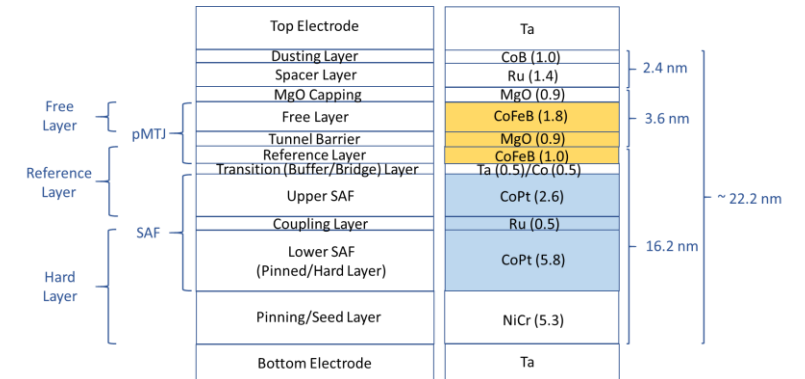 Top Electrode
Ta
Dusting Layer
CoB (1.0)
Spacer Layer
Ru (1.4)
2.4 nm
MgO Capping
MgO (0.9)
Free
Layer
pMTJ
Free Layer
CoFeB (1.8)
3.6 nm
Tunnel Barrier
MgO (0.9)
Reference Layer
CoFeB (1.0)
Transition (Buffer/Bridge) Layer
Ta (0.5)/Co (0.5)
Reference
Layer
Upper SAF
CoPt (2.6)
~ 22.2 nm
SAF
Coupling Layer
Ru (0.5)
16.2 nm
Lower SAF
(Pinned/Hard Layer)
CoPt (5.8)
Hard
Layer
Pinning/Seed Layer
NiCr (5.3)
Bottom Electrode
Ta